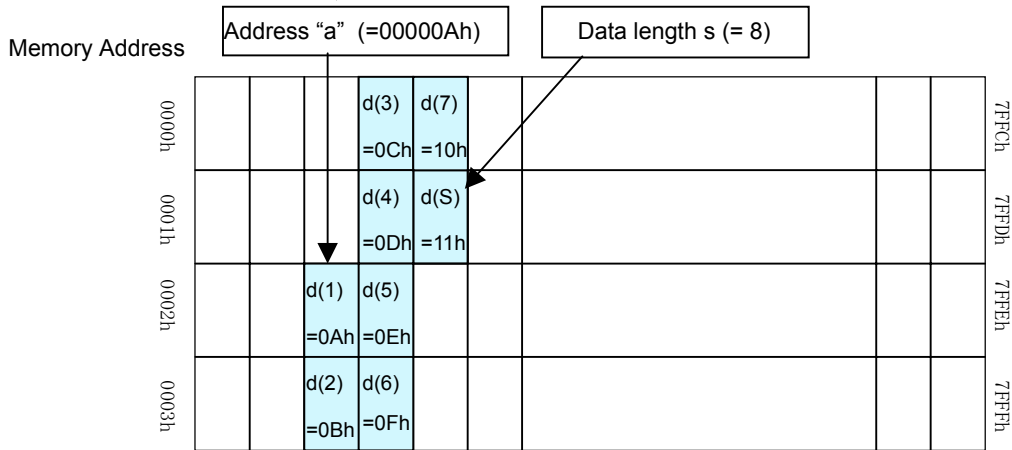 Address “a” (=00000Ah)
Data length s (= 8)
Memory Address
0000h
d(3)
d(7)
7FFCh
=0Ch
=10h
0001h
d(4)
d(S)
7FFDh
=0Dh
=11h
0002h
d(1)
d(5)
7FFEh
=0Ah
=0Eh
0003h
d(2)
d(6)
7FFFh
=0Bh
=0Fh